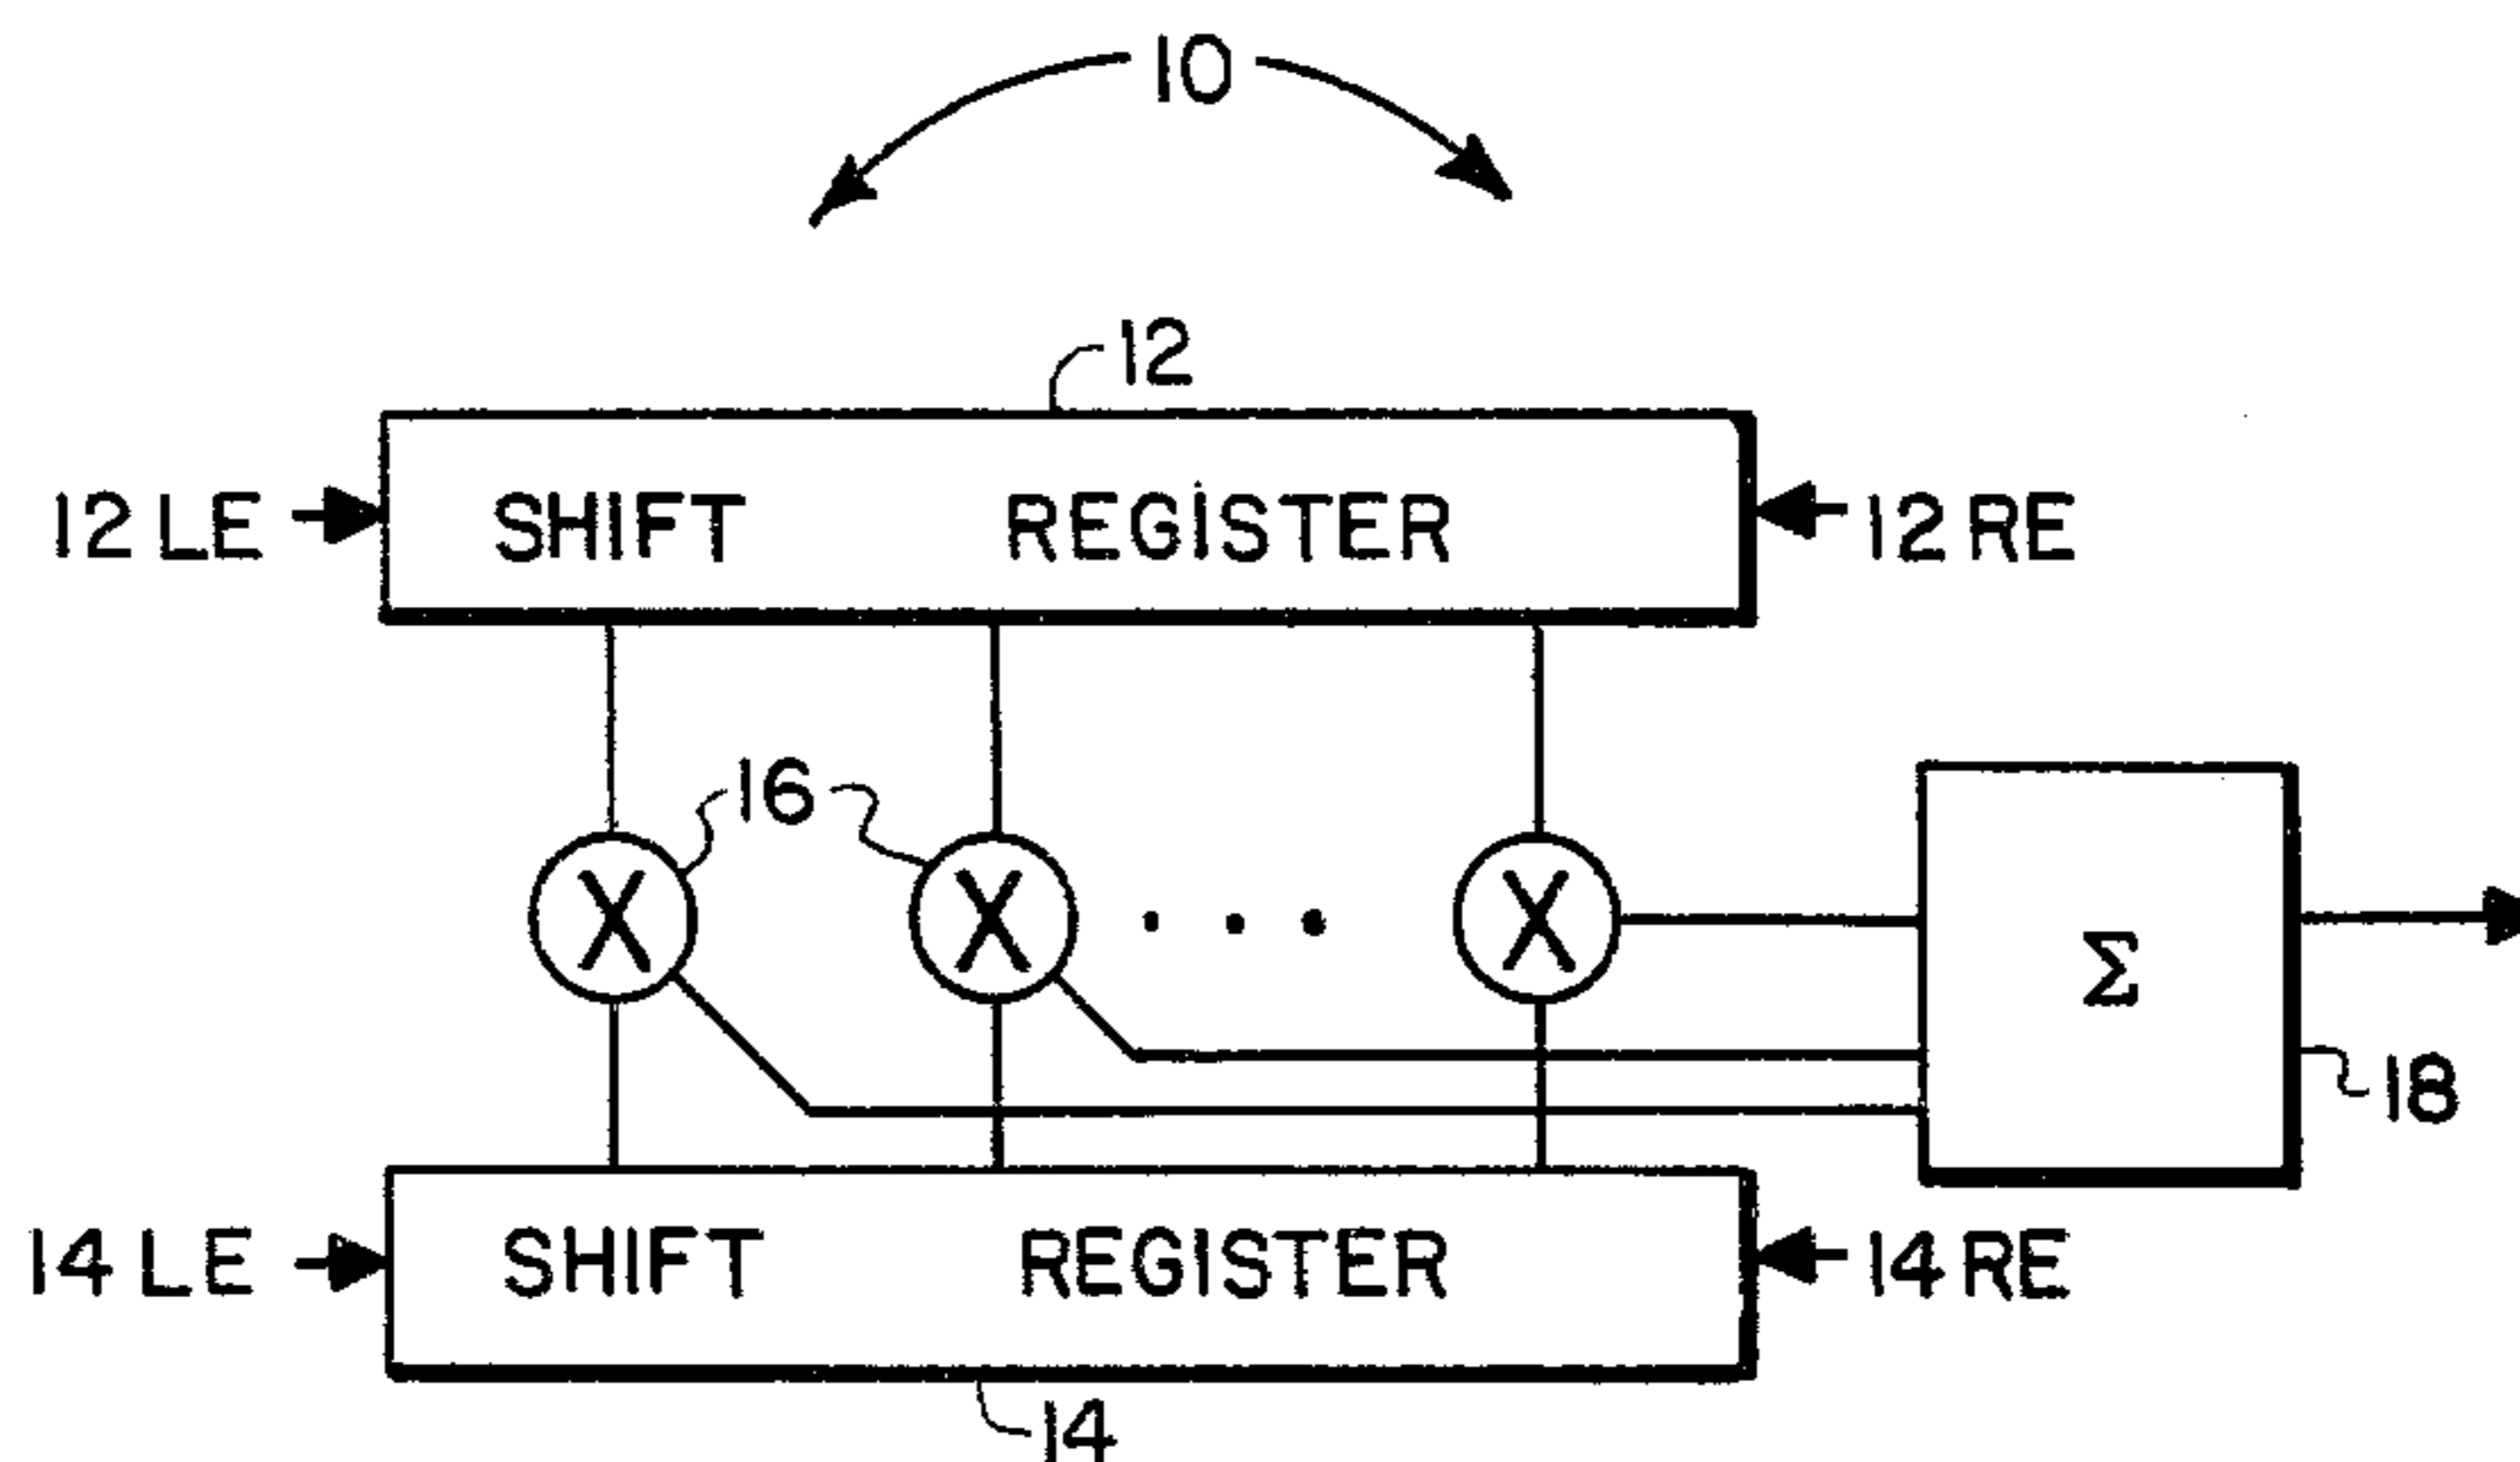 10
12
12 LE SHIFT REGISTER 12 RE
16
X X . . . X
Σ
18
14 LE SHIFT REGISTER 14 RE
14